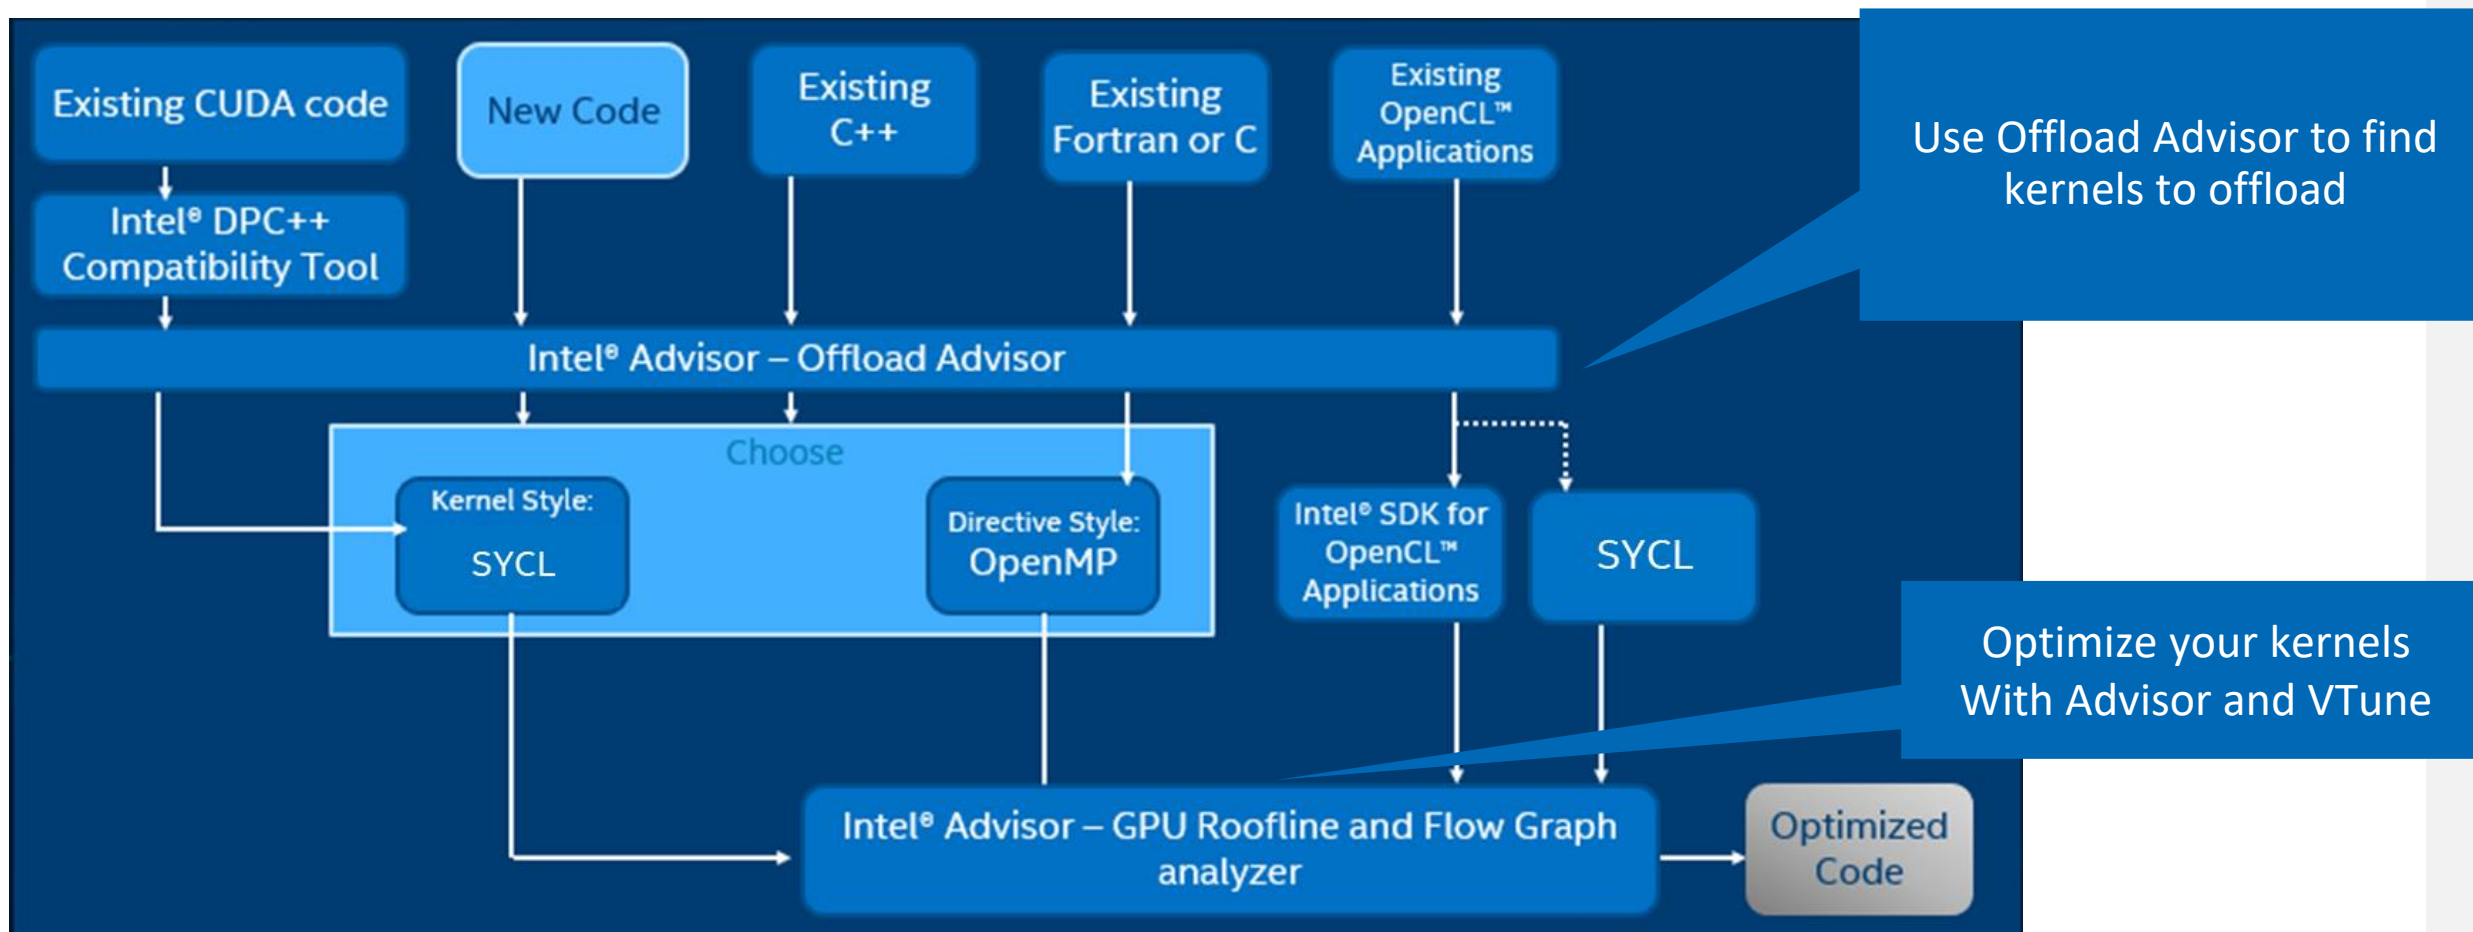 Existing CUDA code
New Code
Existing
C++
Existing
Fortran or C
Existing
OpenCL™
Applications
Use Offload Advisor to find
kernels to offload
Intel® DPC++
Compatibility Tool
Intel® Advisor – Offload Advisor
Choose
Kernel Style:
SYCL
Directive Style:
OpenMP
Intel® SDK for
OpenCL™
Applications
SYCL
Optimize your kernels
With Advisor and VTune
Intel® Advisor – GPU Roofline and Flow Graph
analyzer
Optimized
Code